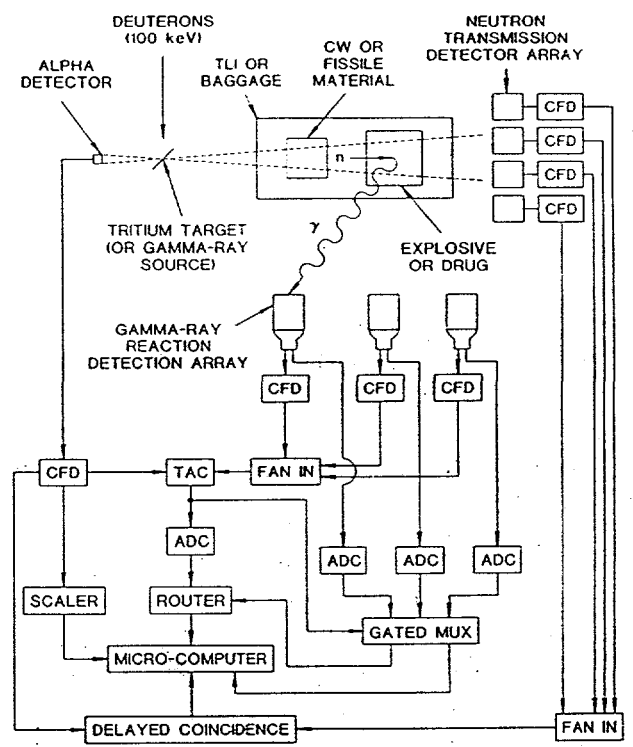 DEUTERONS
(100 keV)
NEUTRON
TRANSMISSION
DETECTOR ARRAY
ALPHA
DETECTOR
TLI OR
BAGGAGE
CW OR
FISSILE
MATERIAL
CFD
CFD
n
CFD
CFD
TRITIUM TARGET
(OR GAMMA-RAY
SOURCE)
γ
EXPLOSIVE
OR DRUG
GAMMA-RAY
REACTION
DETECTION ARRAY
CFD
CFD
CFD
CFD
TAC
FAN IN
ADC
ADC
ADC
ADC
SCALER
ROUTER
GATED MUX
MICRO-COMPUTER
DELAYED COINCIDENCE
FAN IN